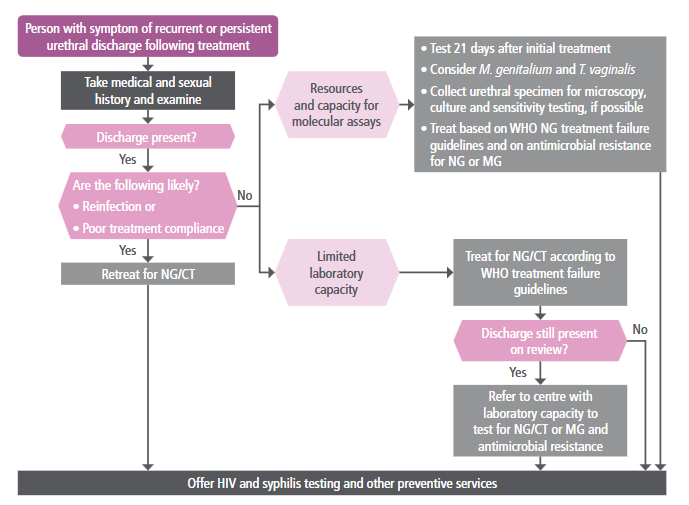 Person with symptom of recurrent or persistent
urethral discharge following treatment
Take medical and sexual
history and examine
Discharge present?
Yes
Are the following likely?
• Reinfection or
• Poor treatment compliance
No
Yes
Retreat for NG/CT
Resources
and capacity for
molecular assays
• Test 21 days after initial treatment
• Consider M. genitalium and T. vaginalis
• Collect urethral specimen for microscopy,
culture and sensitivity testing, if possible
• Treat based on WHO NG treatment failure
guidelines and on antimicrobial resistance
for NG or MG
Limited
laboratory
capacity
Treat for NG/CT according to
WHO treatment failure
guidelines
Discharge still present
on review?
No
Yes
Refer to centre with
laboratory capacity to
test for NG/CT or MG and
antimicrobial resistance
Offer HIV and syphilis testing and other preventive services